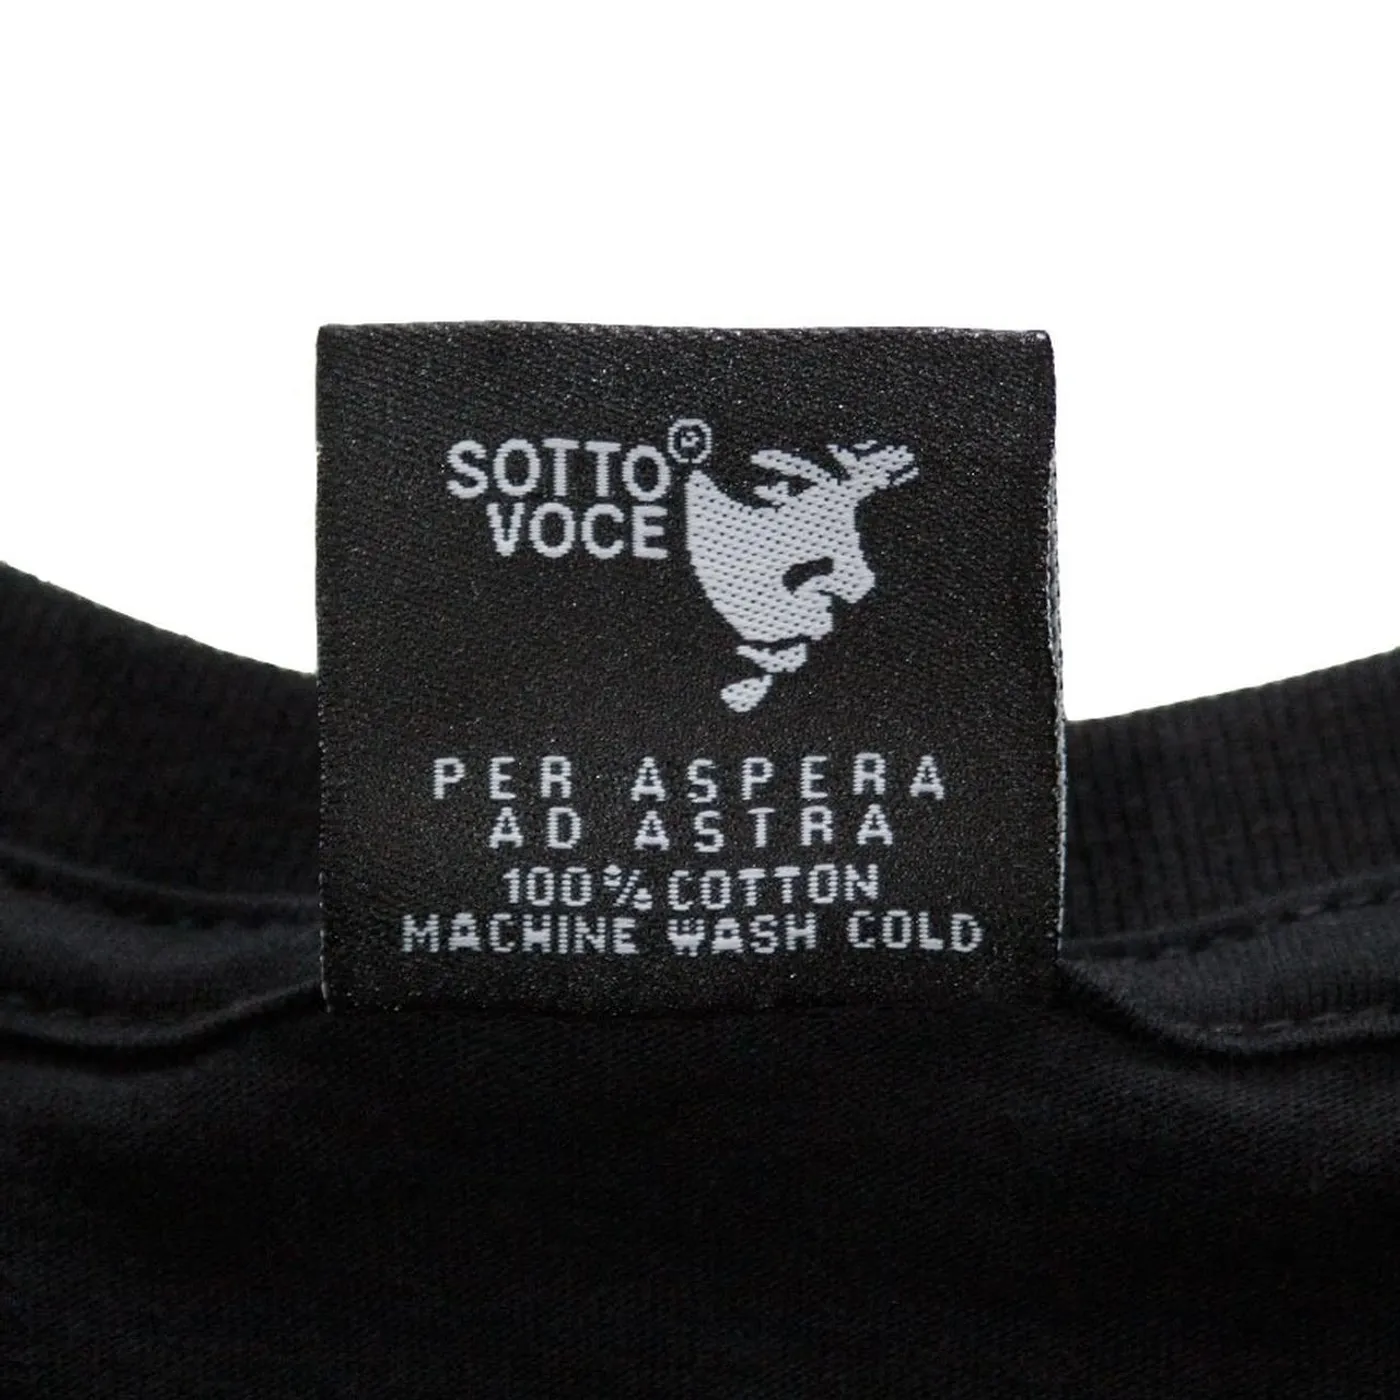 SOTTO®
VOCE
PER ASPERA
AD ASTRA
100% COTTON
MACHINE WASH COLD